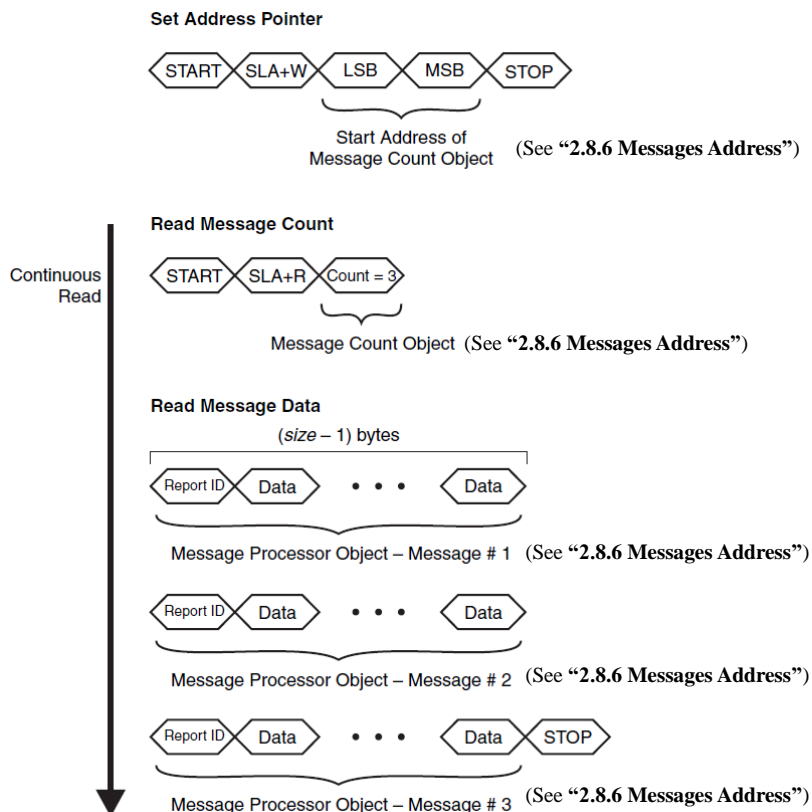 Set Address Pointer
START SLA+W LSB MSB STOP
Start Address of
Message Count Object (See “2.8.6 Messages Address”)
Read Message Count
Continuous
Read
START SLA+R Count = 3
Message Count Object (See “2.8.6 Messages Address”)
Read Message Data
(size – 1) bytes
Report ID Data • • • Data
Message Processor Object – Message # 1 (See “2.8.6 Messages Address”)
Report ID Data • • • Data
Message Processor Object – Message # 2 (See “2.8.6 Messages Address”)
Report ID Data • • • Data STOP
Message Processor Object – Message # 3 (See “2.8.6 Messages Address”)